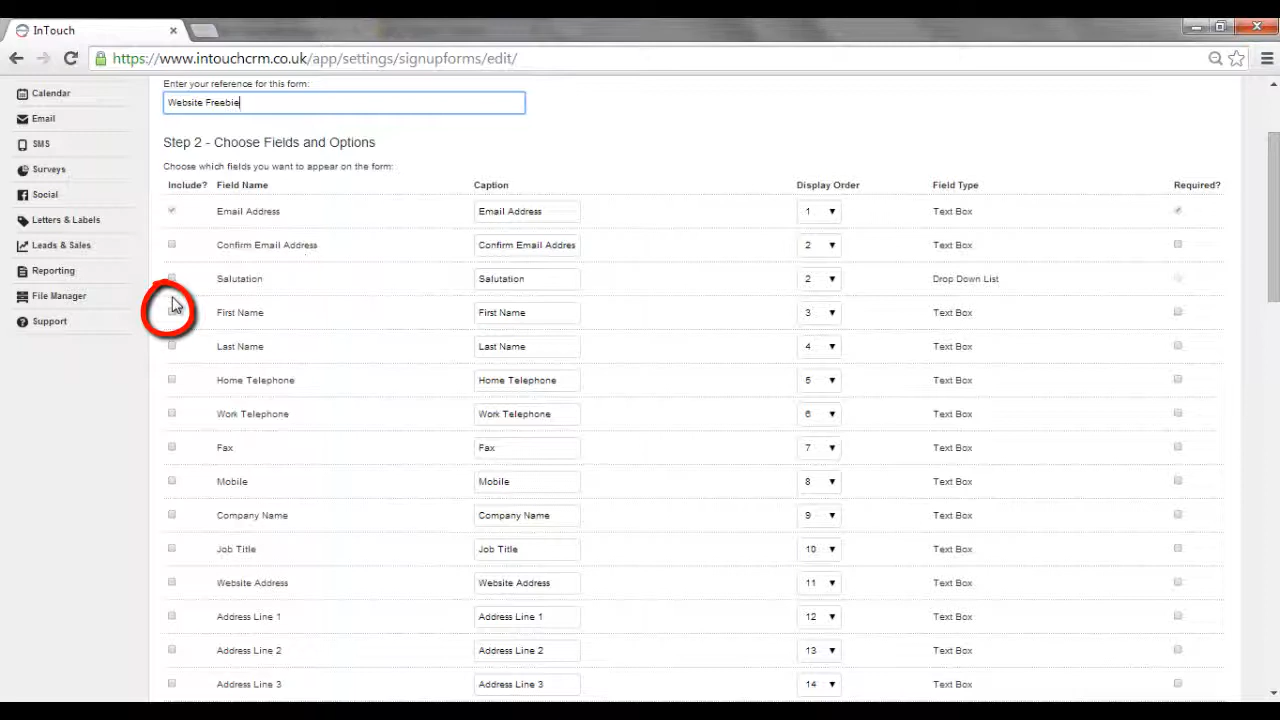 InTouch
https://www.intouchcrm.co.uk/app/settings/signupforms/edit/
Calendar
Email
SMS
Surveys
Social
Letters & Labels
Leads & Sales
Reporting
File Manager
Support
Enter your reference for this form:
Website Freebie
Step 2 - Choose Fields and Options
Choose which fields you want to appear on the form:
Include? Field Name Caption Display Order Field Type Required?
Email Address Email Address 1 Text Box
Confirm Email Address Confirm Email Addres 2 Text Box
Salutation Salutation 2 Drop Down List
First Name First Name 3 Text Box
Last Name Last Name 4 Text Box
Home Telephone Home Telephone 5 Text Box
Work Telephone Work Telephone 6 Text Box
Fax Fax 7 Text Box
Mobile Mobile 8 Text Box
Company Name Company Name 9 Text Box
Job Title Job Title 10 Text Box
Website Address Website Address 11 Text Box
Address Line 1 Address Line 1 12 Text Box
Address Line 2 Address Line 2 13 Text Box
Address Line 3 Address Line 3 14 Text Box